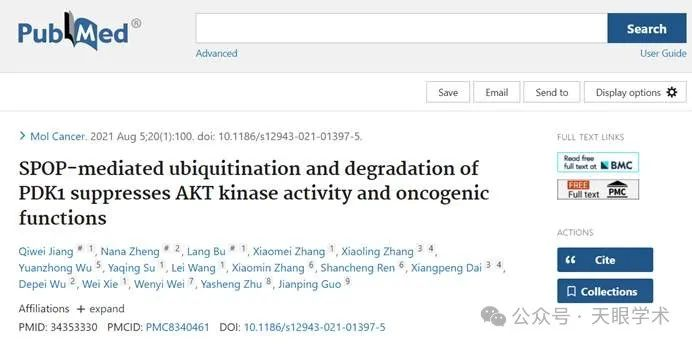 PubMed®
Search
Advanced
User Guide
Save
Email
Send to
Display options
> Mol Cancer. 2021 Aug 5;20(1):100. doi: 10.1186/s12943-021-01397-5.
SPOP-mediated ubiquitination and degradation of
PDK1 suppresses AKT kinase activity and oncogenic
functions
Qiwei Jiang # 1, Nana Zheng # 2, Lang Bu # 1, Xiaomei Zhang 1, Xiaoling Zhang 3 4,
Yuanzhong Wu 5, Yaqing Su 1, Lei Wang 1, Xiaomin Zhang 6, Shancheng Ren 6, Xiangpeng Dai 3 4,
Depei Wu 2, Wei Xie 1, Wenyi Wei 7, Yasheng Zhu 8, Jianping Guo 9
Affiliations + expand
PMID: 34353330 PMCID: PMC8340461 DOI: 10.1186/s12943-021-01397-5
FULL TEXT LINKS
Read free
full text at BMC
FREE
Full text PMC
ACTIONS
Cite
Collections
公众号 · 天眼学术